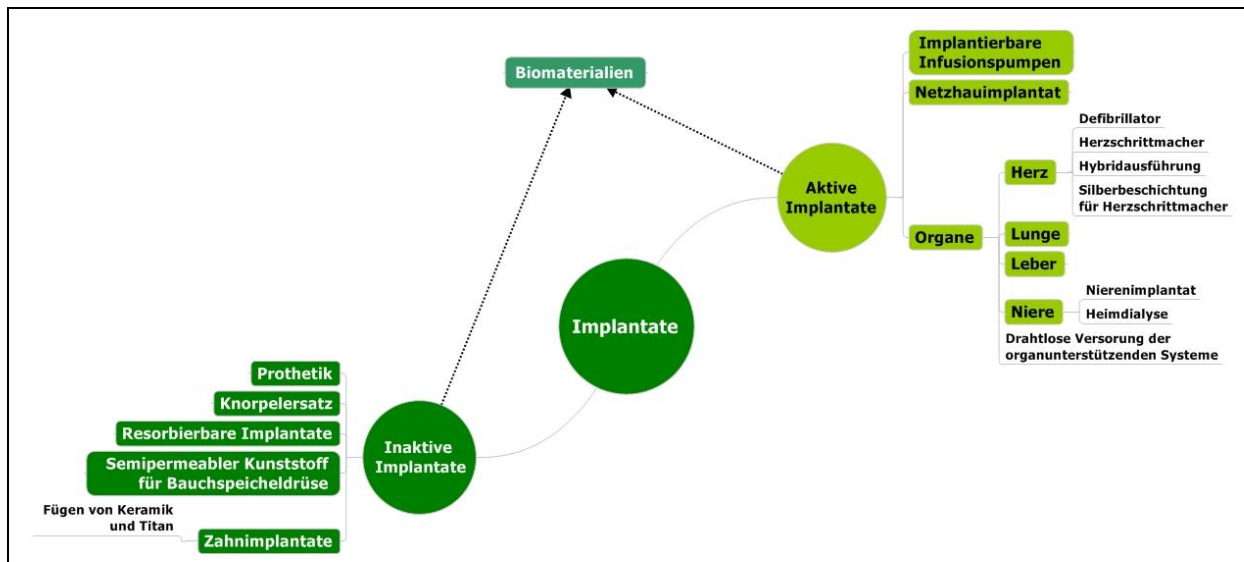 Biomaterialien
Implantierbare
Infusionspumpen
Netzhauimplantat
Defibrillator
Herzschrittmacher
Hybridausführung
Silberbeschichtung
für Herzschrittmacher
Herz
Aktive
Implantate
Organe
Lunge
Leber
Nierenimplantat
Heimdialyse
Niere
Drahtlose Versorung der
organunterstützenden Systeme
Implantate
Prothetik
Knorpelersatz
Resorbierbare Implantate
Semipermeabler Kunststoff
für Bauchspeicheldrüse
Inaktive
Implantate
Fügen von Keramik
und Titan
Zahnimplantate